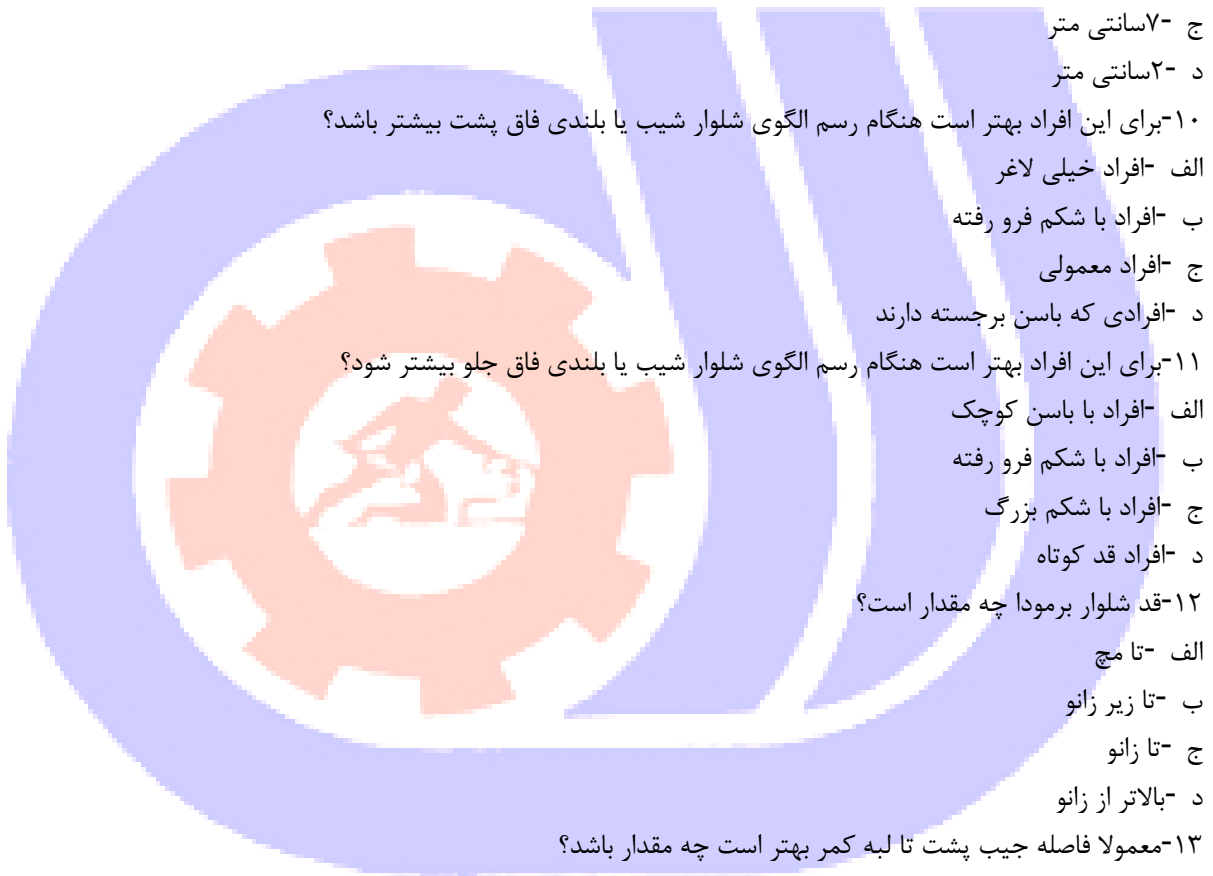 ج -۷سانتی متر
د -۲سانتی متر
۱۰-برای این افراد بهتر است هنگام رسم الگوی شلوار شیب یا بلندی فاق پشت بیشتر باشد؟
الف -افراد خیلی لاغر
ب -افراد با شکم فرو رفته
ج -افراد معمولی
د -افرادی که باسن برجسته دارند
۱۱-برای این افراد بهتر است هنگام رسم الگوی شلوار شیب یا بلندی فاق جلو بیشتر شود؟
الف -افراد با باسن کوچک
ب -افراد با شکم فرو رفته
ج -افراد با شکم بزرگ
د -افراد قد کوتاه
۱۲-قد شلوار برمودا چه مقدار است؟
الف -تا مچ
ب -تا زیر زانو
ج -تا زانو
د -بالاتر از زانو
۱۳-معمولا فاصله جیب پشت تا لبه کمر بهتر است چه مقدار باشد؟